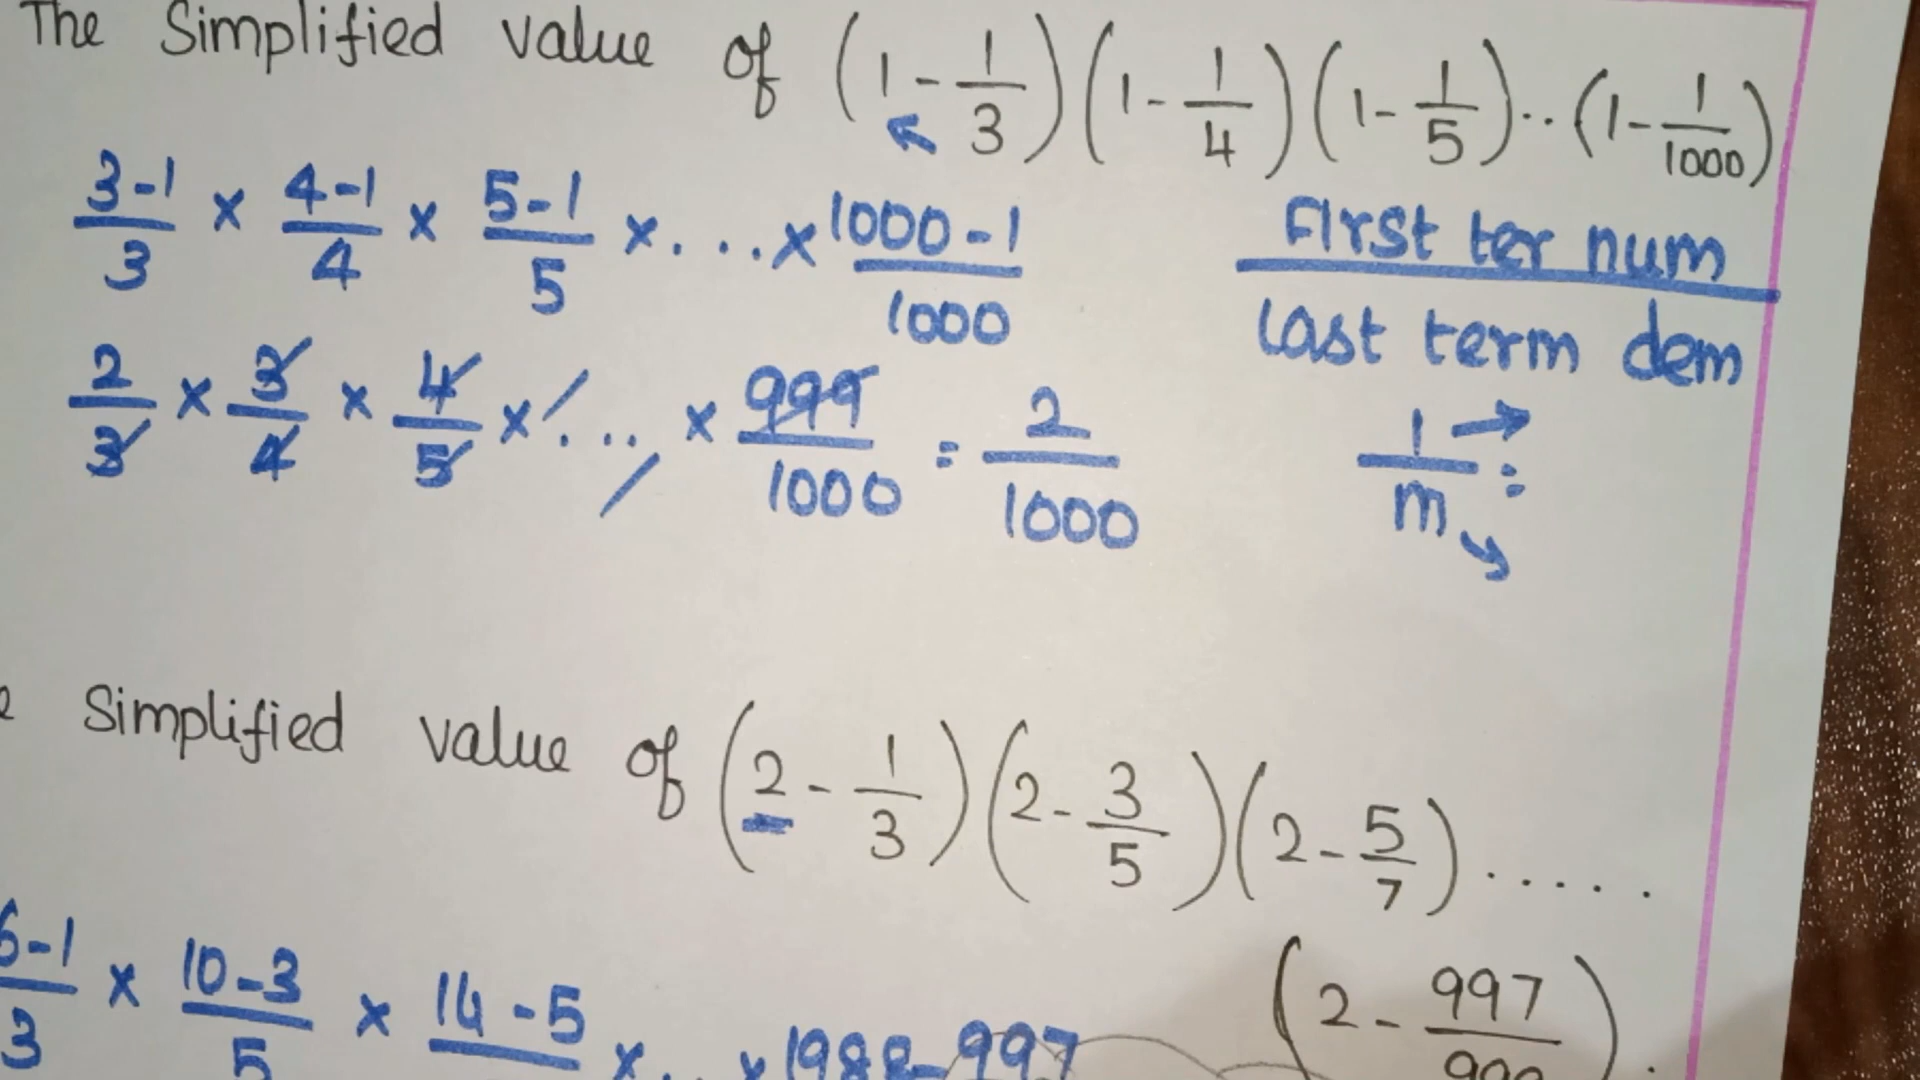 The Simplified value of (1 - 1/3) (1 - 1/4) (1 - 1/5) .. (1 - 1/1000)
3-1/3 × 4-1/4 × 5-1/5 × . . . × 1000-1/1000
First ter num
last term dem
2/3 × 3/4 × 4/5 × . ... × 999/1000 = 2/1000
1/m :
Simplified value of (2 - 1/3) (2 - 3/5) (2 - 5/7) . . . . .
(2 - 997/999) .
6-1/3 × 10-3/5 × 14-5 × . . × 1988-997